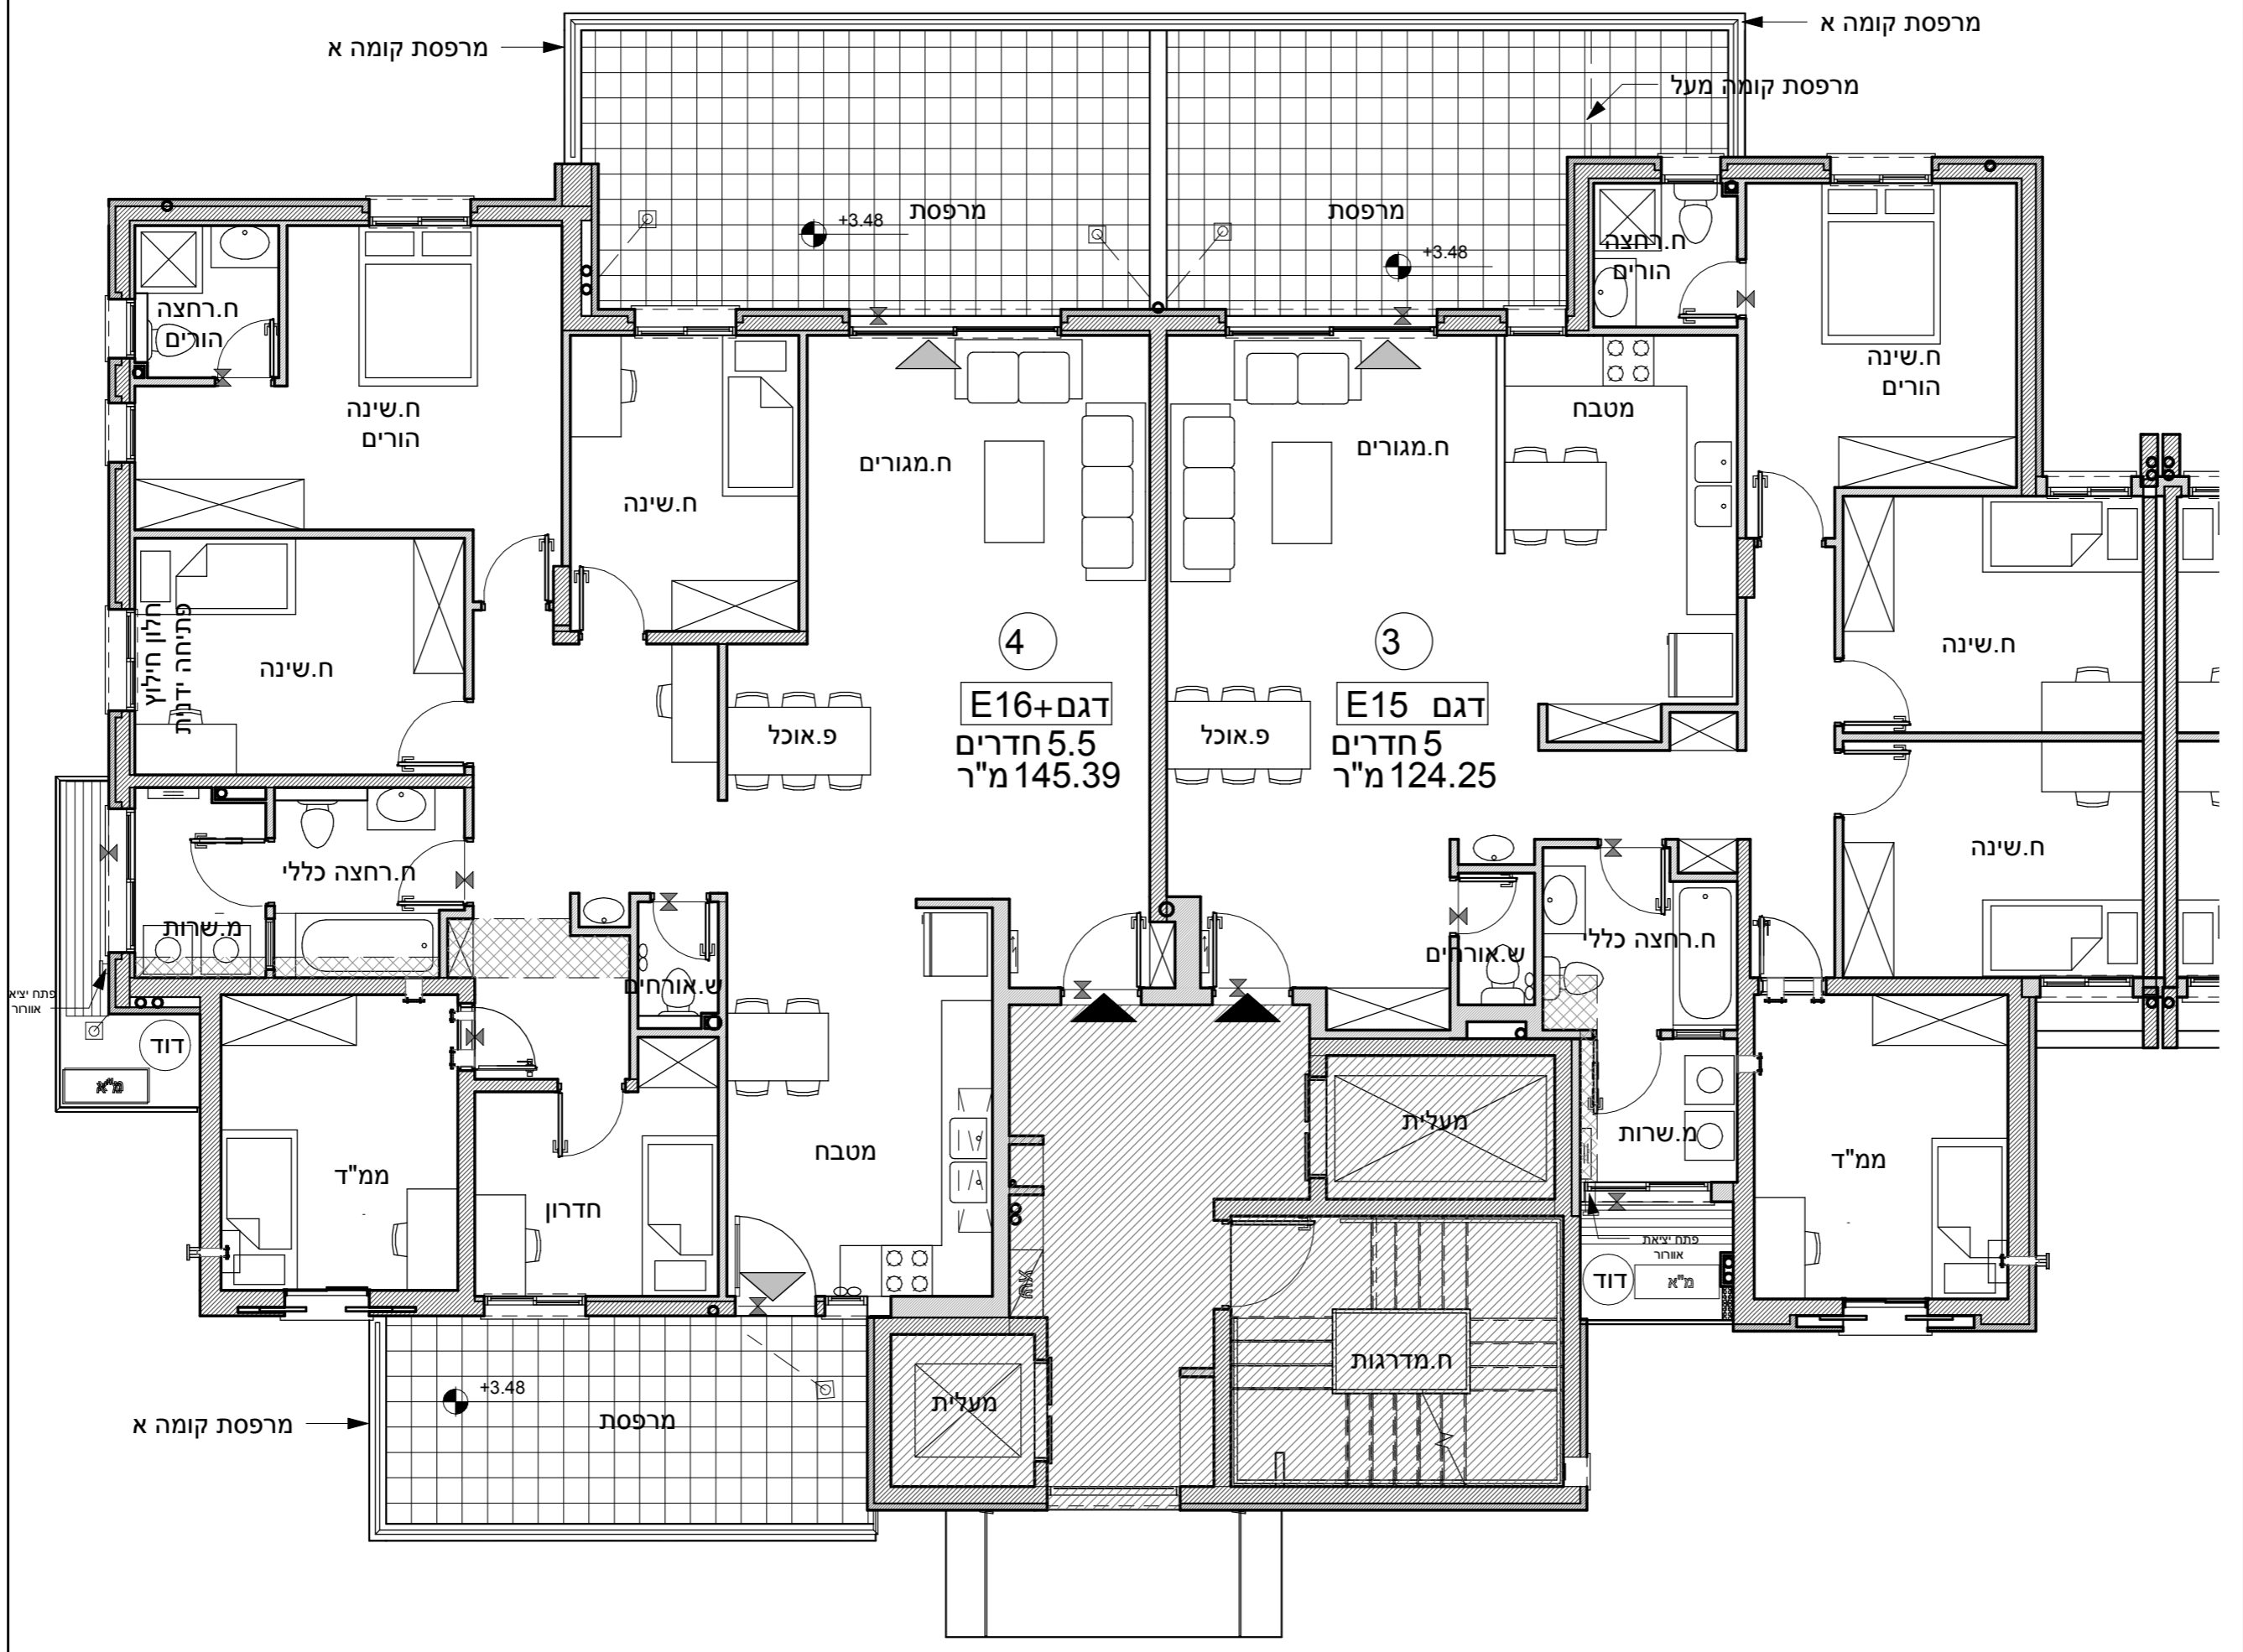 מרפסת קומה א
מרפסת קומה א
מרפסת קומה מעל
מרפסת
+3.48
מרפסת
+3.48
ח.רחצה
הורים
ח.שינה
הורים
ח.שינה
ח.מגורים
ח.מגורים
מטבח
ח.רחצה
הורים
ח.שינה
הורים
חלון חילוץ
פתיחה ידנית
ח.שינה
4
דגם E16+
5.5 חדרים
145.39 מ"ר
פ.אוכל
3
דגם E15
5 חדרים
124.25 מ"ר
פ.אוכל
ח.שינה
ח.שינה
ח.רחצה כללי
מ.שרות
ש.אורחים
ש.אורחים
ח.רחצה כללי
פתח יציא
אוורור
דוד
מ"א
ממ"ד
חדרון
מטבח
מעלית
מ.שרות
ממ"ד
פתח יציאת
אוורור
דוד
מ"א
ח.מדרגות
מעלית
מרפסת קומה א
+3.48
מרפסת